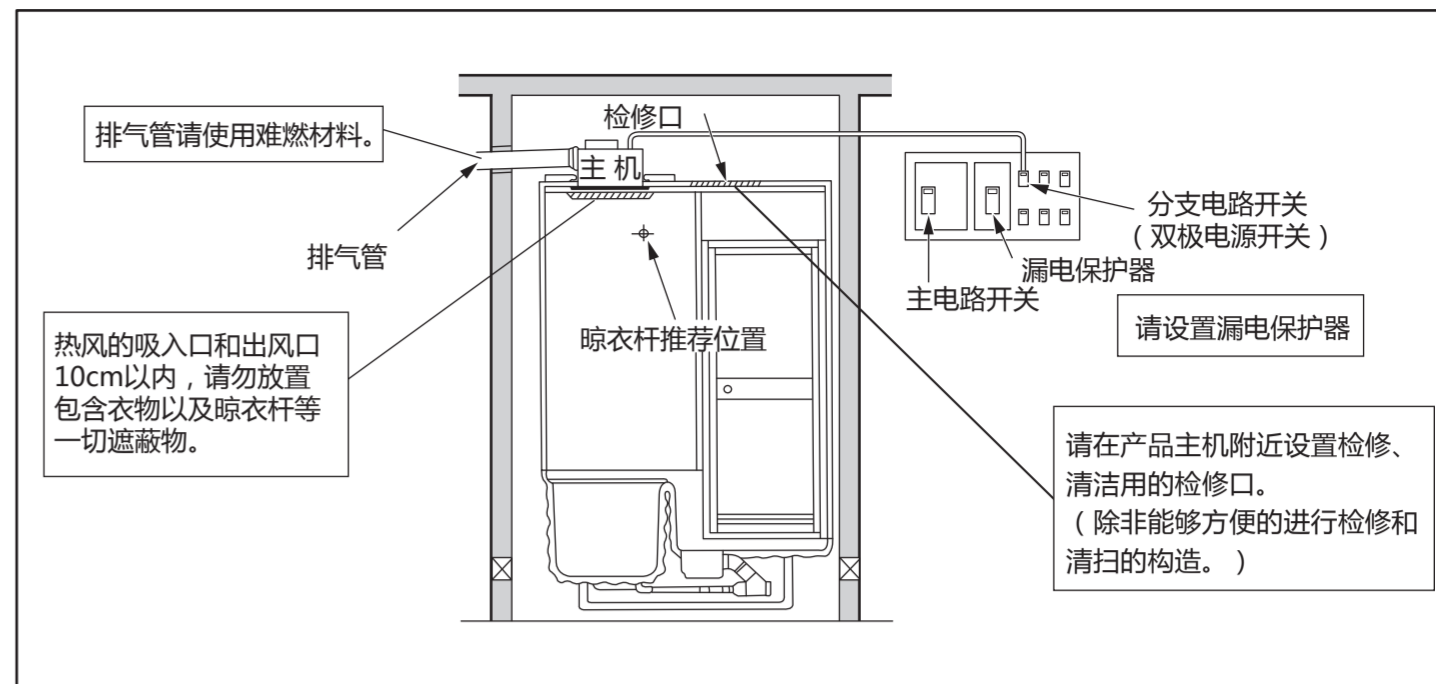 检修口
排气管请使用难燃材料。
主机
排气管
分支电路开关
（双极电源开关）
漏电保护器
主电路开关
请设置漏电保护器
晾衣杆推荐位置
热风的吸入口和出风口
10cm以内，请勿放置
包含衣物以及晾衣杆等
一切遮蔽物。
请在产品主机附近设置检修、
清洁用的检修口。
（除非能够方便的进行检修和
清扫的构造。）